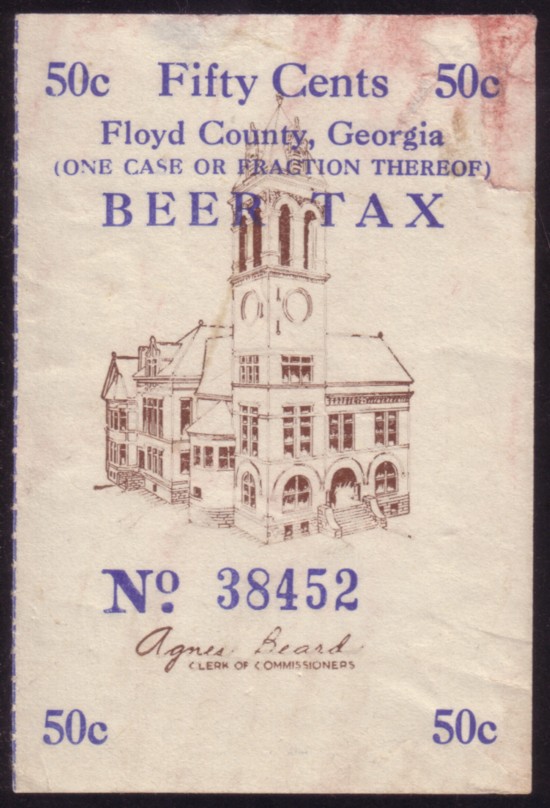 50c Fifty Cents 50c
Floyd County, Georgia
(ONE CASE OR FRACTION THEREOF)
BEER TAX
Nº 38452
Agnes Beard
CLERK OF COMMISSIONERS
50c 50c